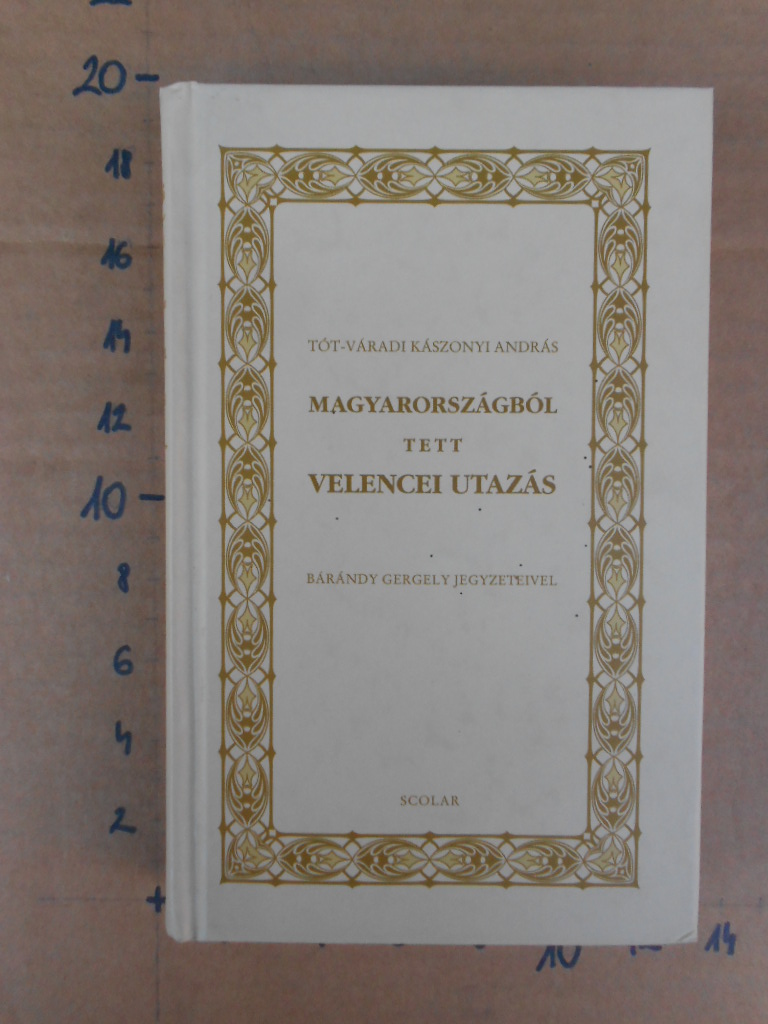 20
18
16
14
12
10
8
6
4
2
TÓT-VÁRADI KÁSZONYI ANDRÁS
MAGYARORSZÁGBÓL
TETT
VELENCEI UTAZÁS
BÁRÁNDY GERGELY JEGYZETEIVEL
SCOLAR
10
14